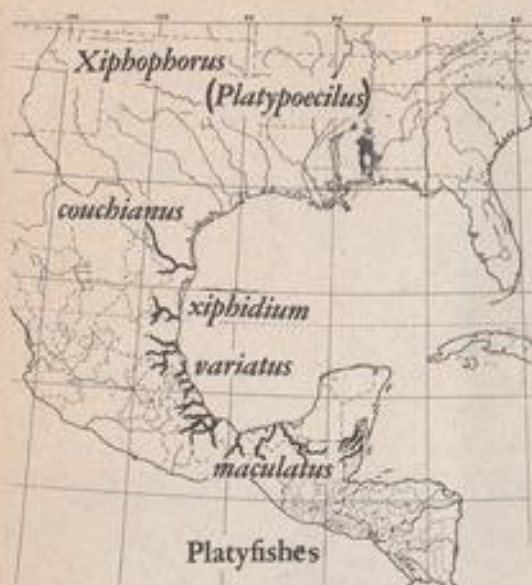 Xiphophorus
(Platypoecilus)
couchianus
xiphidium
variatus
maculatus
Platyfishes